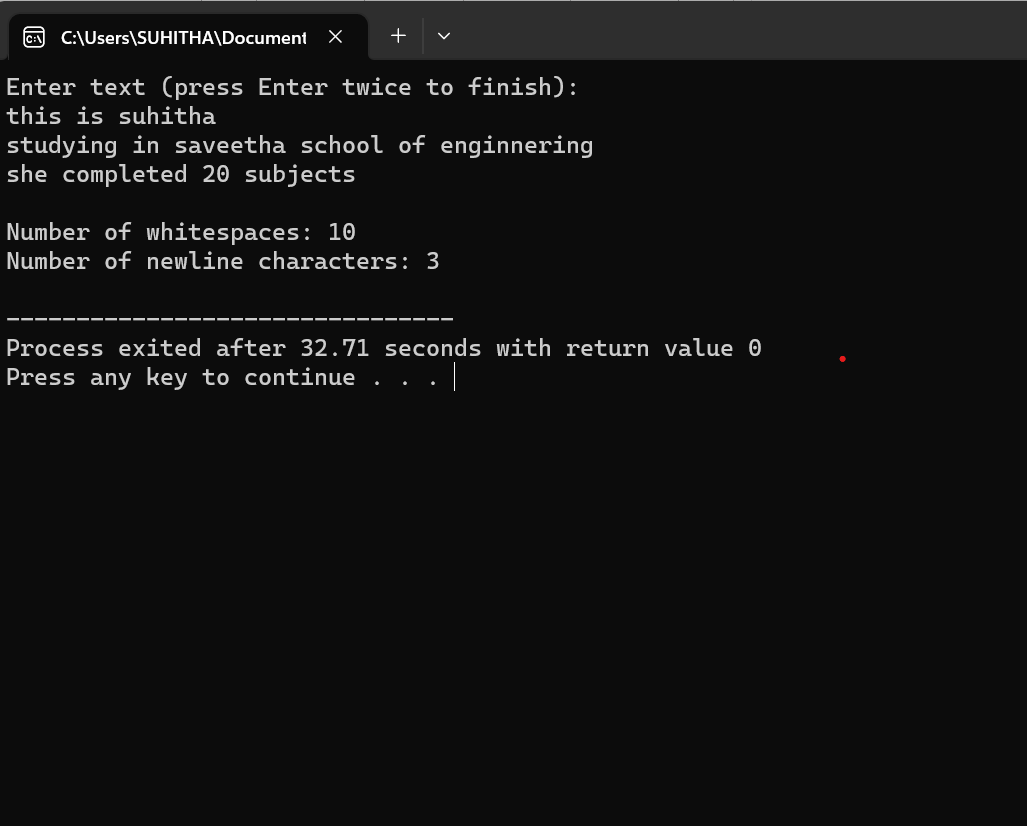 C:\Users\SUHITHA\Document
Enter text (press Enter twice to finish):
this is suhitha
studying in saveetha school of enginnering
she completed 20 subjects
Number of whitespaces: 10
Number of newline characters: 3
--------------------------------
Process exited after 32.71 seconds with return value 0
Press any key to continue . . .